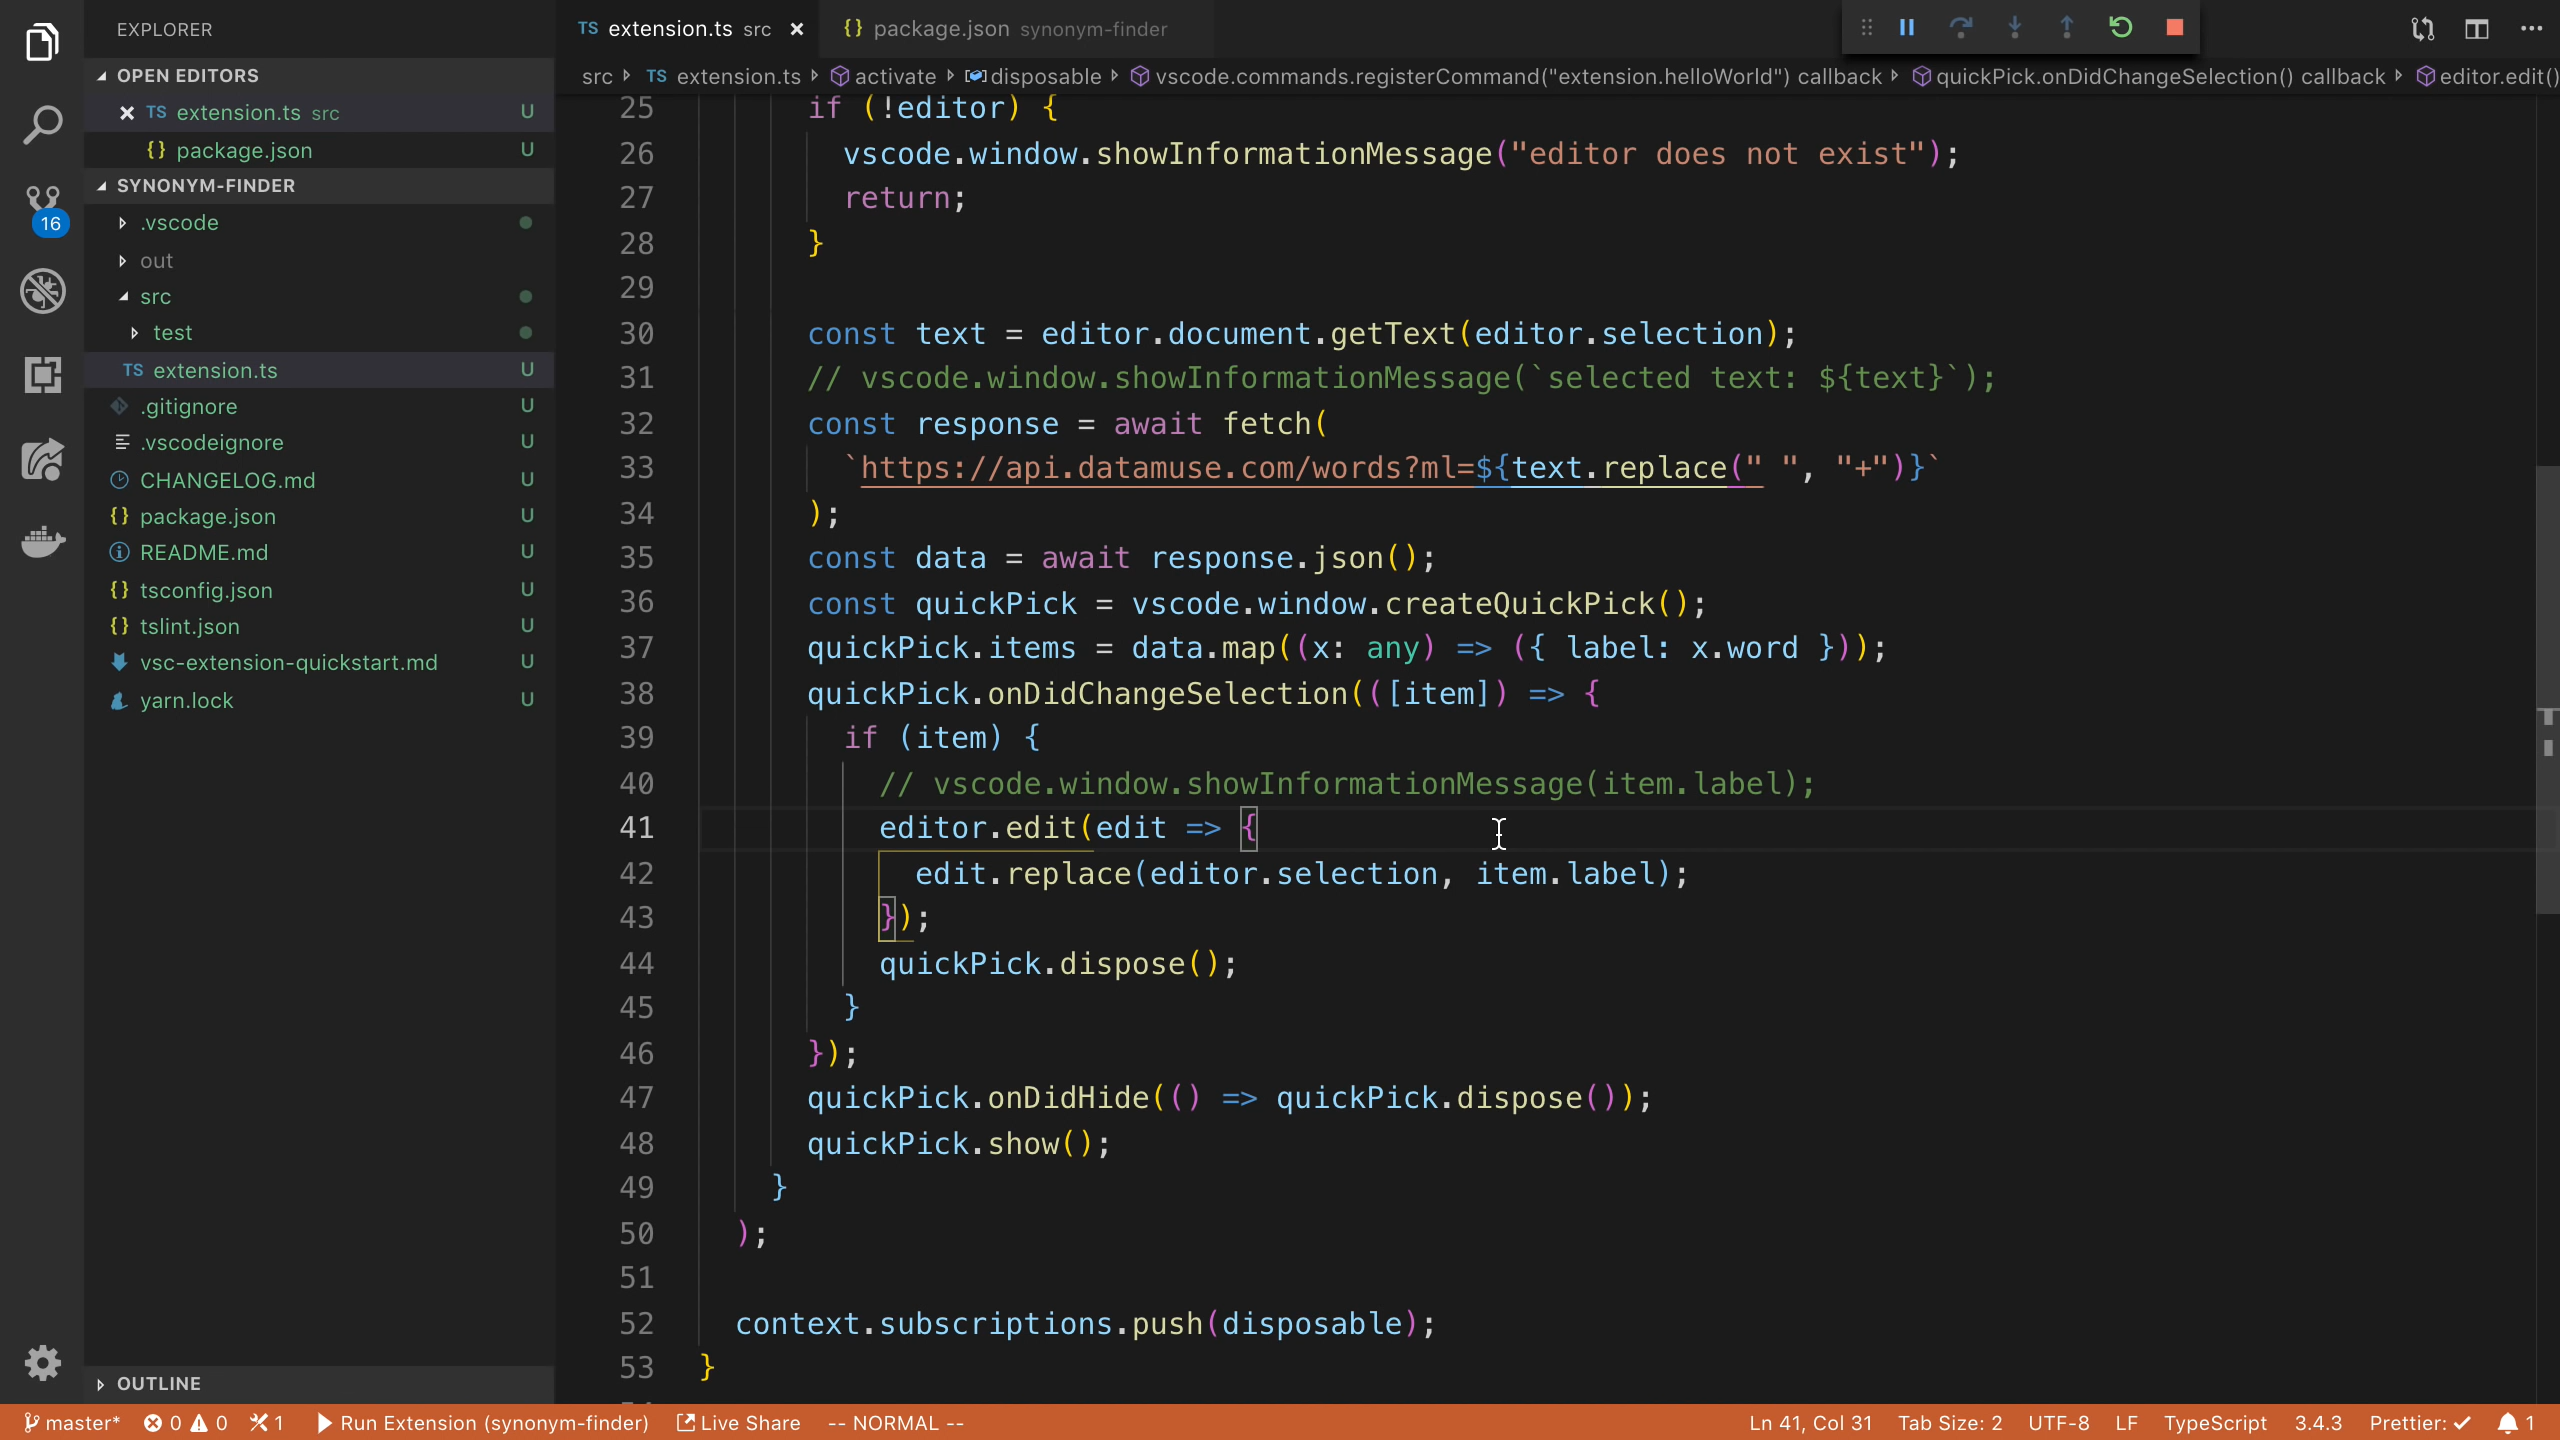 EXPLORER
OPEN EDITORS
TS extension.ts src U
{} package.json U
SYNONYM-FINDER
.vscode
out
src
test
TS extension.ts U
.gitignore U
.vscodeignore U
CHANGELOG.md U
{} package.json U
README.md U
{} tsconfig.json U
{} tslint.json U
vsc-extension-quickstart.md U
yarn.lock U
OUTLINE
16
TS extension.ts src
{} package.json synonym-finder
src TS extension.ts activate disposable vscode.commands.registerCommand("extension.helloWorld") callback quickPick.onDidChangeSelection() callback editor.edit()
25 if (!editor) {
26 vscode.window.showInformationMessage("editor does not exist");
27 return;
28 }
29
30 const text = editor.document.getText(editor.selection);
31 // vscode.window.showInformationMessage(`selected text: ${text}`);
32 const response = await fetch(
33 `https://api.datamuse.com/words?ml=${text.replace(" ", "+")}`
34 );
35 const data = await response.json();
36 const quickPick = vscode.window.createQuickPick();
37 quickPick.items = data.map((x: any) => ({ label: x.word }));
38 quickPick.onDidChangeSelection(([item]) => {
39 if (item) {
40 // vscode.window.showInformationMessage(item.label);
41 editor.edit(edit => {
42 edit.replace(editor.selection, item.label);
43 });
44 quickPick.dispose();
45 }
46 });
47 quickPick.onDidHide(() => quickPick.dispose());
48 quickPick.show();
49 }
50 );
51
52 context.subscriptions.push(disposable);
53 }
master* 0 0 1 Run Extension (synonym-finder) Live Share -- NORMAL -- Ln 41, Col 31 Tab Size: 2 UTF-8 LF TypeScript 3.4.3 Prettier: ✓ 1